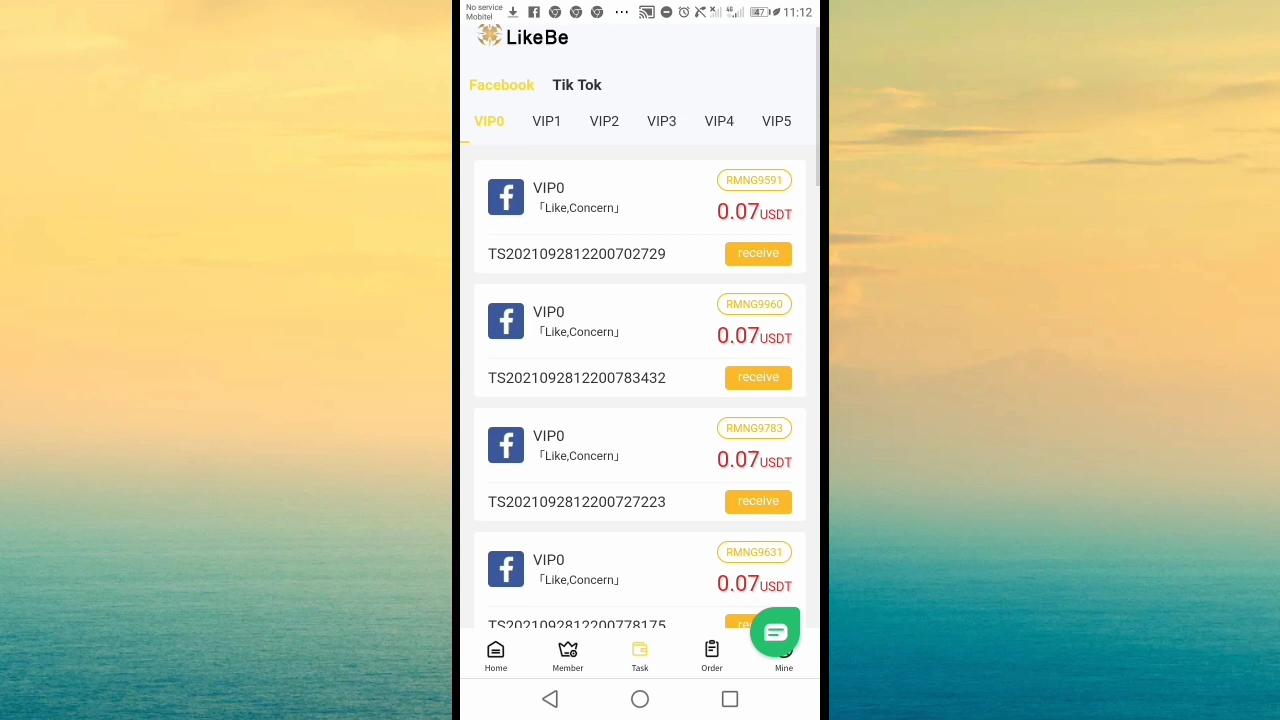 No service
Mobitel
47
11:12
LikeBe
Facebook Tik Tok
VIP0 VIP1 VIP2 VIP3 VIP4 VIP5
VIP0
RMNG9591
「Like,Concern」
0.07USDT
TS2021092812200702729
receive
VIP0
RMNG9960
「Like,Concern」
0.07USDT
TS2021092812200783432
receive
VIP0
RMNG9783
「Like,Concern」
0.07USDT
TS2021092812200727223
receive
VIP0
RMNG9631
「Like,Concern」
0.07USDT
TS2021092812200778175
Home Member Task Order Mine